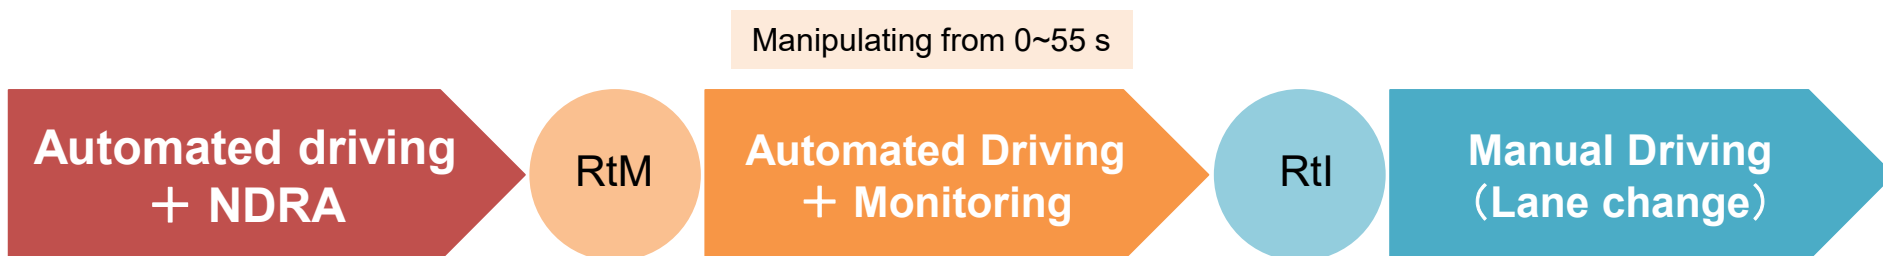 Manipulating from 0~55 s
Automated driving
＋ NDRA
RtM
Automated Driving
＋ Monitoring
RtI
Manual Driving
（Lane change）